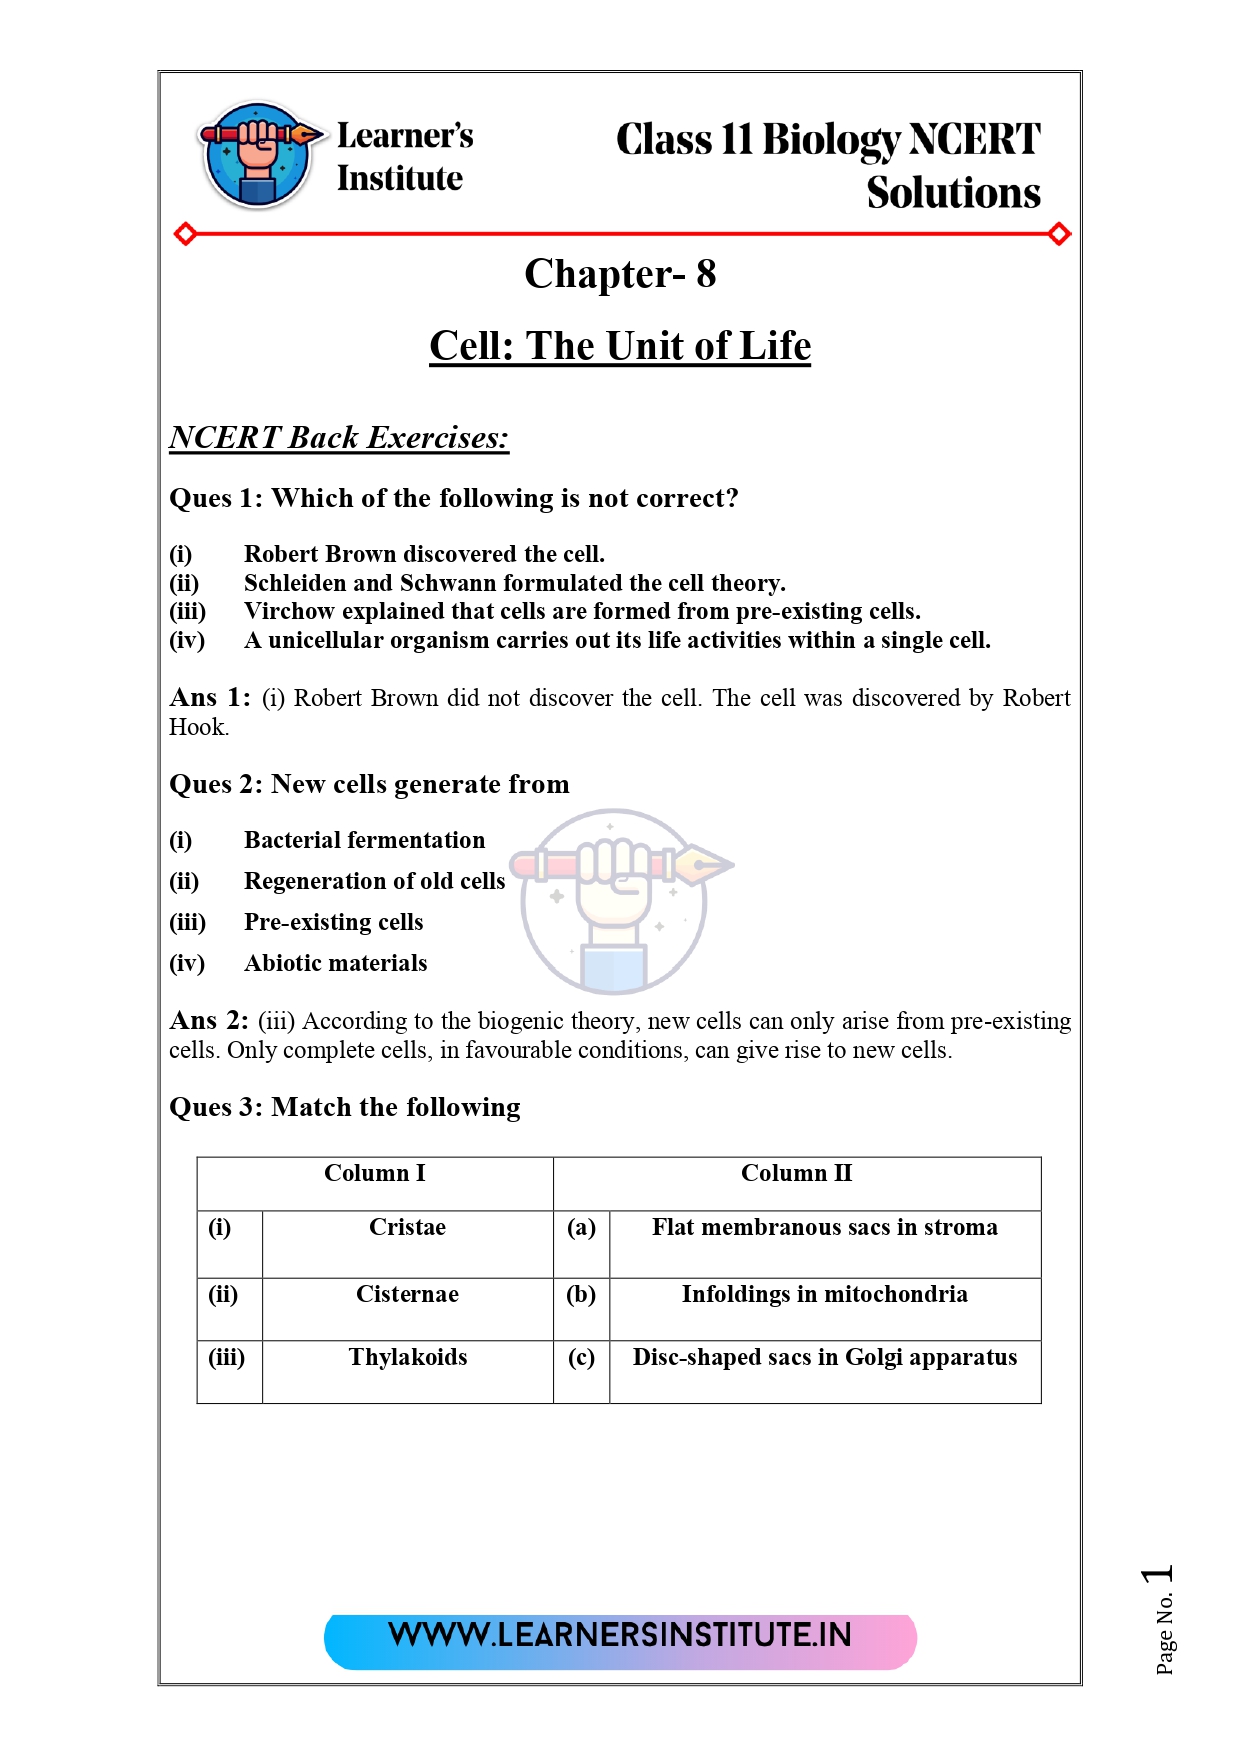 Learner's
Institute
Class 11 Biology NCERT
Solutions
Chapter- 8
Cell: The Unit of Life
NCERT Back Exercises:
Ques 1: Which of the following is not correct?
(i) Robert Brown discovered the cell.
(ii) Schleiden and Schwann formulated the cell theory.
(iii) Virchow explained that cells are formed from pre-existing cells.
(iv) A unicellular organism carries out its life activities within a single cell.
Ans 1: (i) Robert Brown did not discover the cell. The cell was discovered by Robert
Hook.
Ques 2: New cells generate from
(i) Bacterial fermentation
(ii) Regeneration of old cells
(iii) Pre-existing cells
(iv) Abiotic materials
Ans 2: (iii) According to the biogenic theory, new cells can only arise from pre-existing
cells. Only complete cells, in favourable conditions, can give rise to new cells.
Ques 3: Match the following
Column I Column II
(i) Cristae (a) Flat membranous sacs in stroma
(ii) Cisternae (b) Infoldings in mitochondria
(iii) Thylakoids (c) Disc-shaped sacs in Golgi apparatus
WWW.LEARNERSINSTITUTE.IN
Page No. 1